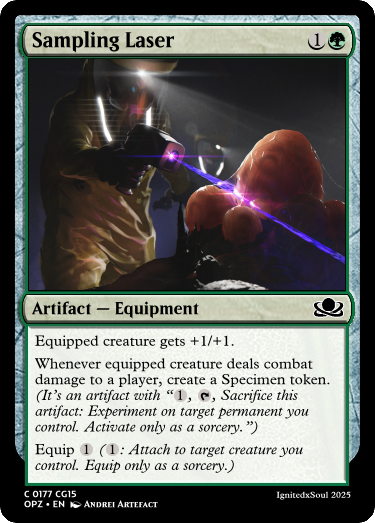 Sampling Laser 1
Artifact — Equipment
Equipped creature gets +1/+1.
Whenever equipped creature deals combat
damage to a player, create a Specimen token.
(It's an artifact with “1, , Sacrifice this
artifact: Experiment on target permanent you
control. Activate only as a sorcery.”)
Equip 1 (1: Attach to target creature you
control. Equip only as a sorcery.)
C 0177 CG15
OPZ • EN Andrei Artefact
IgnitedxSoul 2025